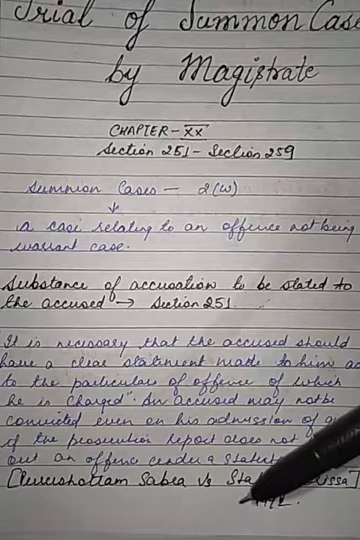 Trial of Summon Case
by Magistrate
CHAPTER - XX
Section 251 - Section 259
Summon Cases - 2(w)
↓
a case relating to an offence not being
warrant case.
Substance of accusation to be stated to
the accused → Section 251
It is necessary that the accused should
have a clear statement made to him as
to the particulars of offence of which
he is charged". An accused may not be
convicted even on his admission of
if the prosecution report does not
out an offence under a
[Purushottam Sabra Vs